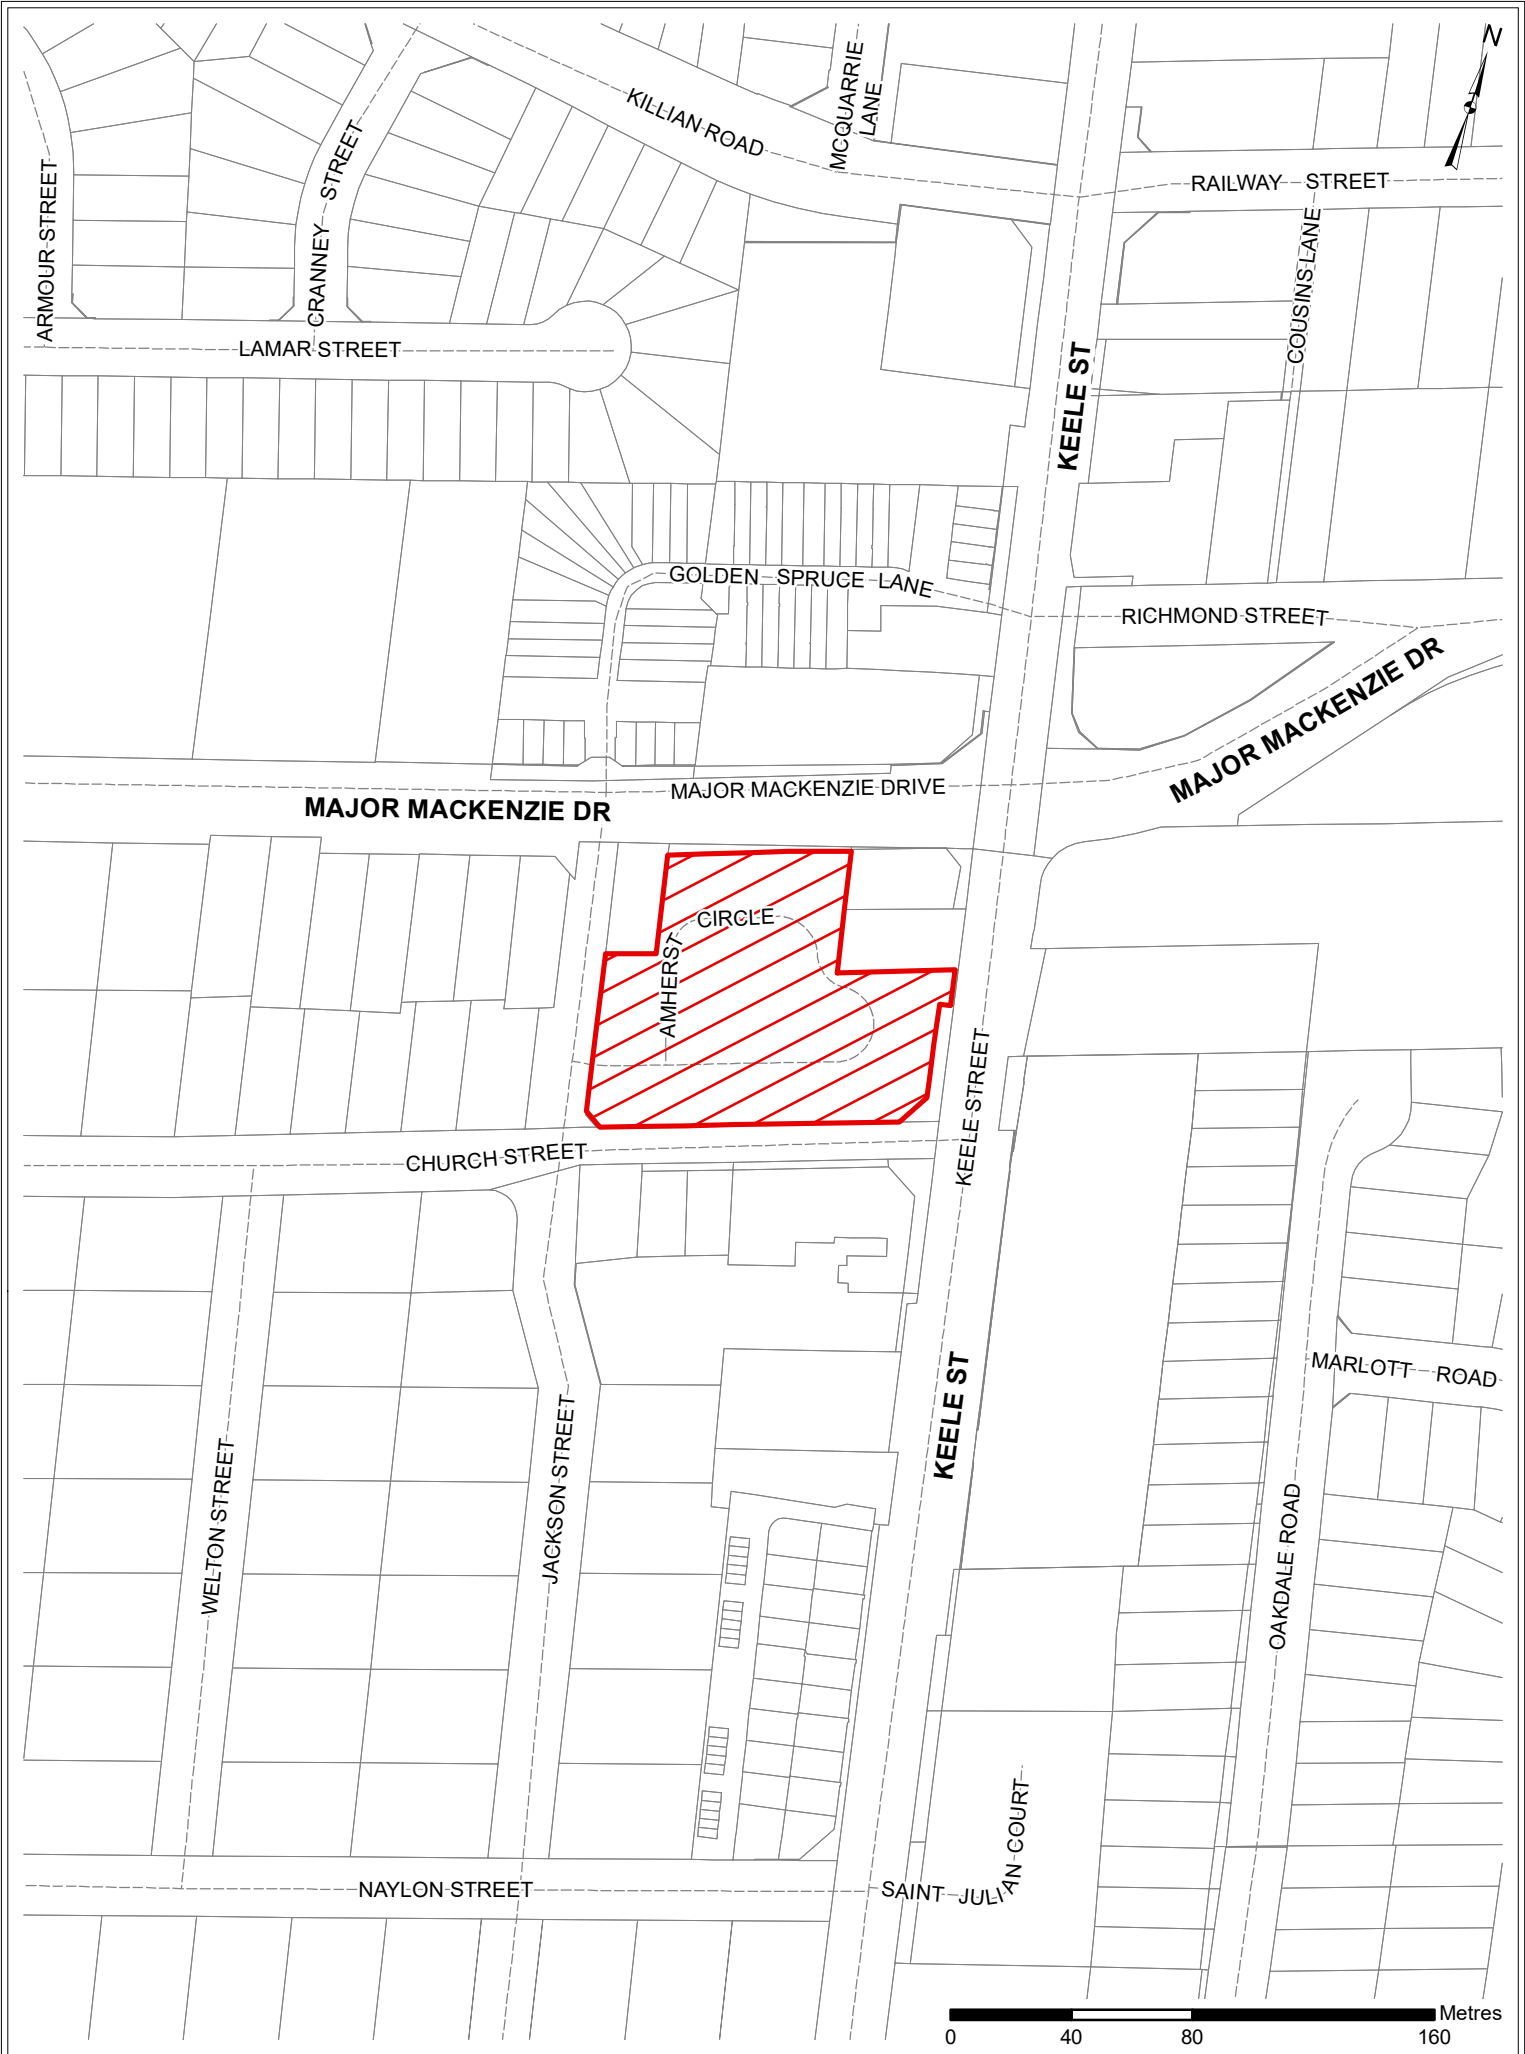 N
KILLIAN ROAD
MCQUARRIE
LANE
RAILWAY STREET
ARMOUR STREET
CRANNEY STREET
COUSINS LANE
LAMAR STREET
KEELE ST
GOLDEN SPRUCE LANE
RICHMOND STREET
MAJOR MACKENZIE DR
MAJOR MACKENZIE DRIVE
MAJOR MACKENZIE DR
AMHERST CIRCLE
KEELE STREET
CHURCH STREET
KEELE ST
MARLOTT ROAD
WELTON STREET
JACKSON STREET
OAKDALE ROAD
NAYLON STREET
SAINT JULIAN COURT
Metres
0 40 80 160